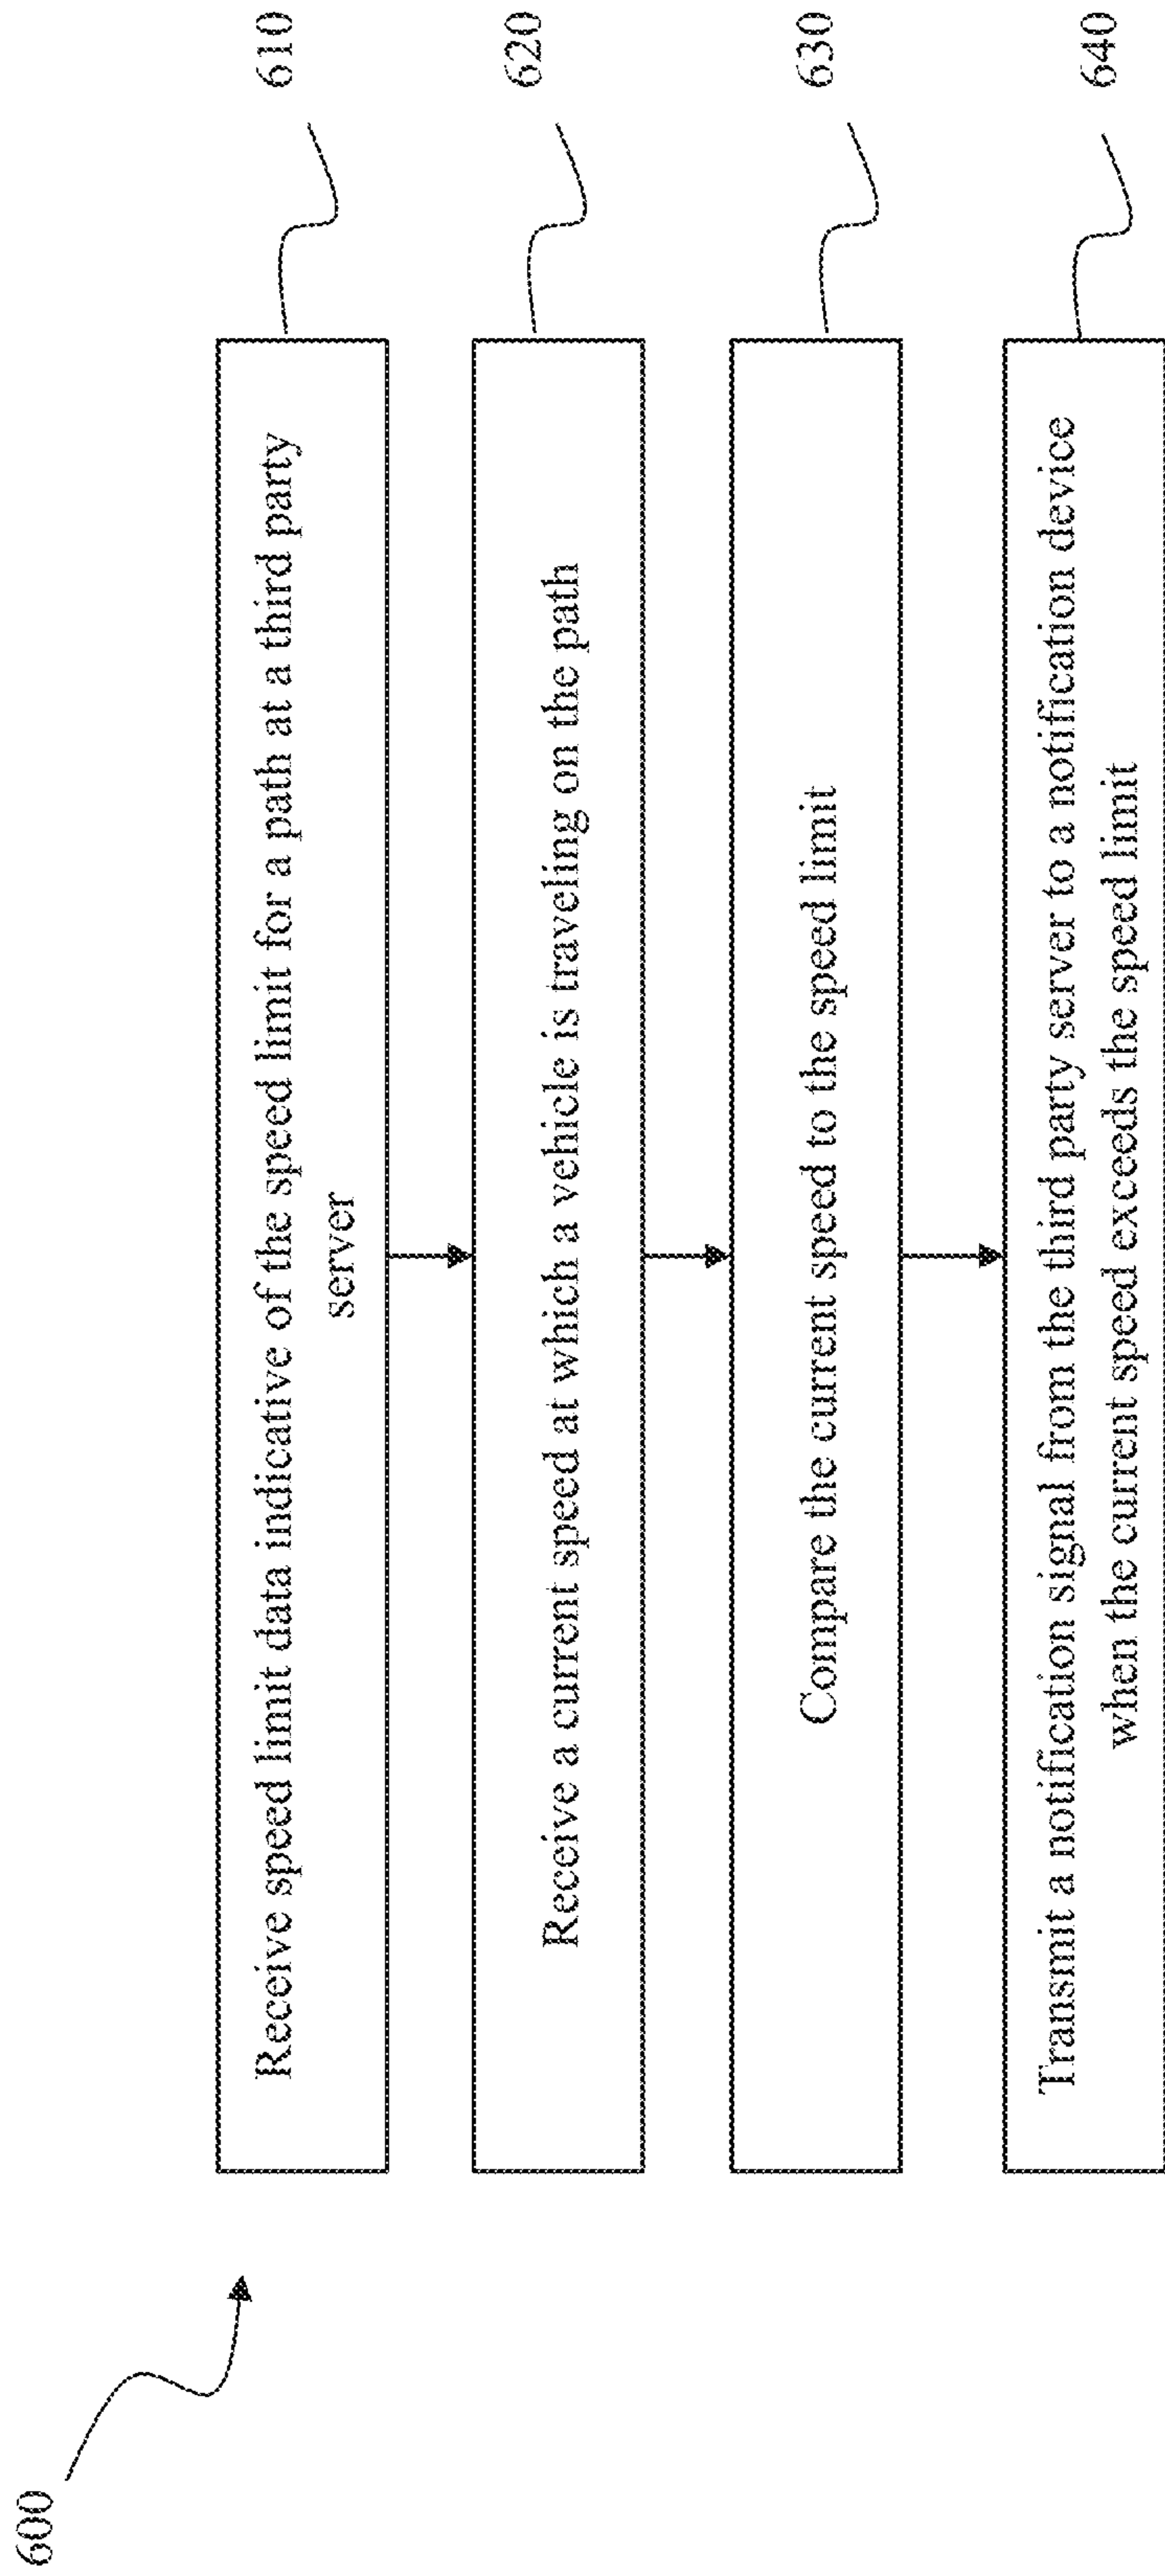 600
Receive speed limit data indicative of the speed limit for a path at a third party
server
610
Receive a current speed at which a vehicle is traveling on the path
620
Compare the current speed to the speed limit
630
Transmit a notification signal from the third party server to a notification device
when the current speed exceeds the speed limit
640